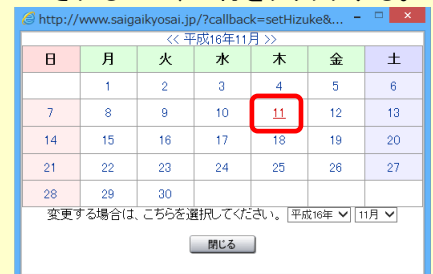 http://www.saigaikyosai.jp/?callback=setHizuke&...
<< 平成16年11月 >>
日 月 火 水 木 金 土
1 2 3 4 5 6
7 8 9 10 11 12 13
14 15 16 17 18 19 20
21 22 23 24 25 26 27
28 29 30
変更する場合は、こちらを選択してください。 平成16年 11月
閉じる